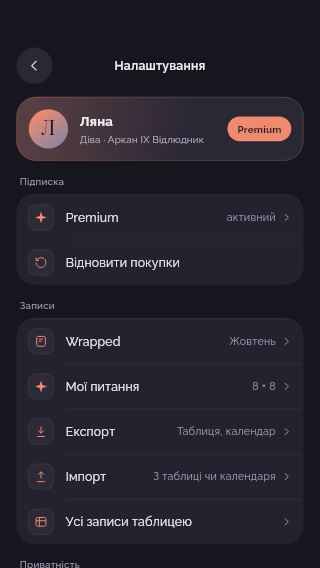 Налаштування
Л
Ляна
Діва · Аркан IX Відлюдник
Premium
Підписка
Premium
активний
Відновити покупки
Записи
Wrapped
Жовтень
Мої питання
8 + 8
Експорт
Таблиця, календар
Імпорт
З таблиці чи календаря
Усі записи таблицею
Приватність